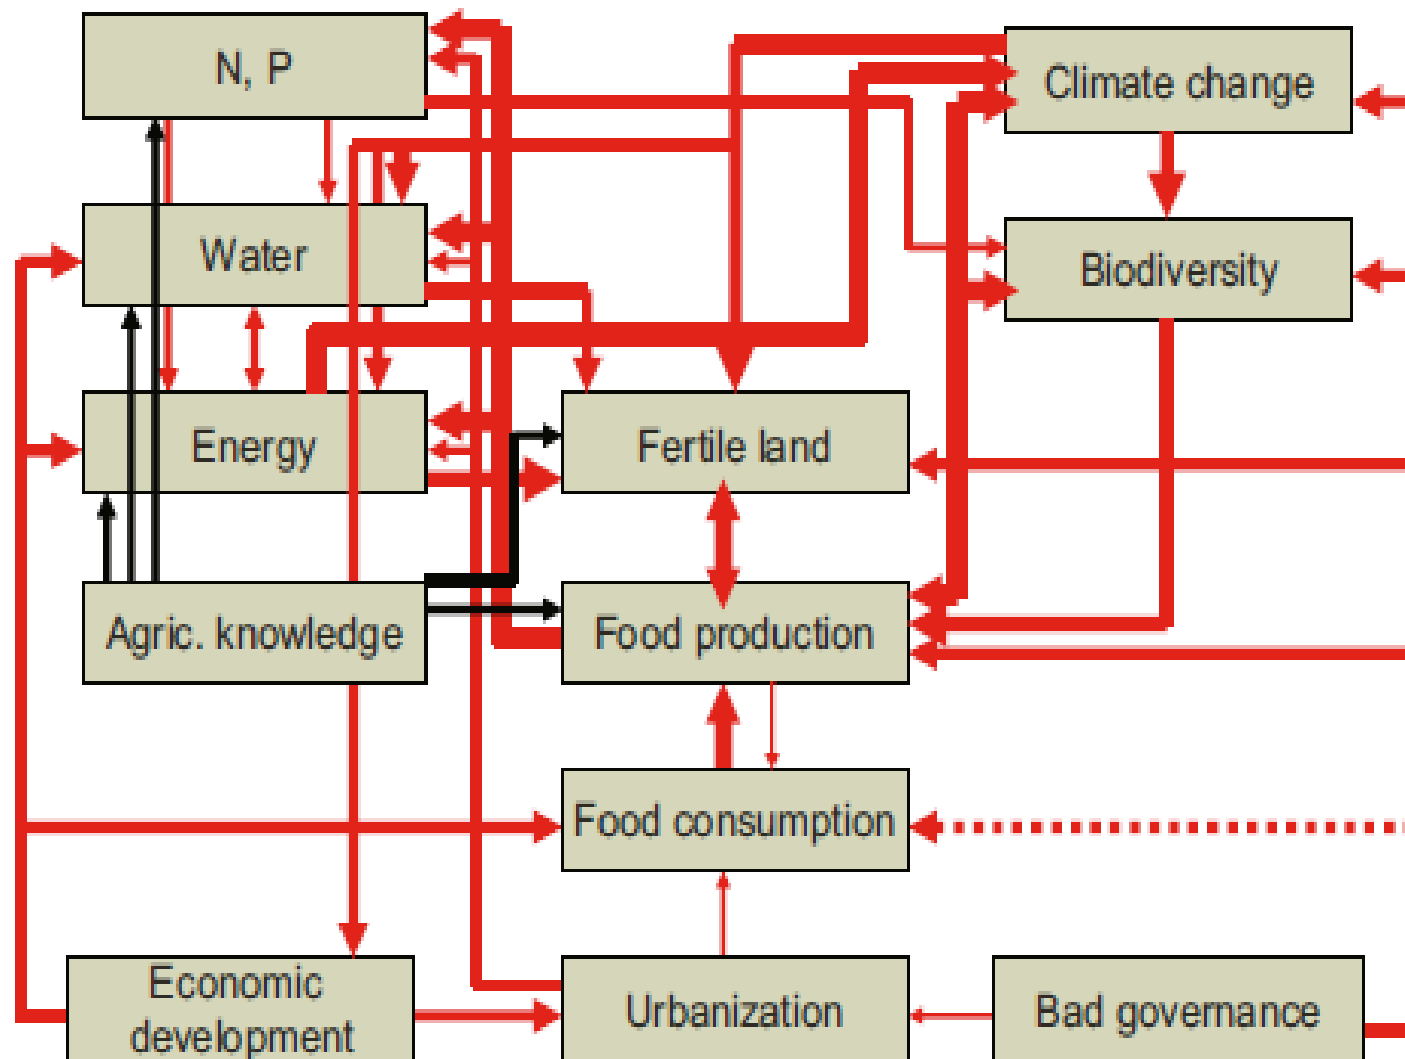 N, P
Climate change
Water
Biodiversity
Energy
Fertile land
Agric. knowledge
Food production
Food consumption
Economic
development
Urbanization
Bad governance